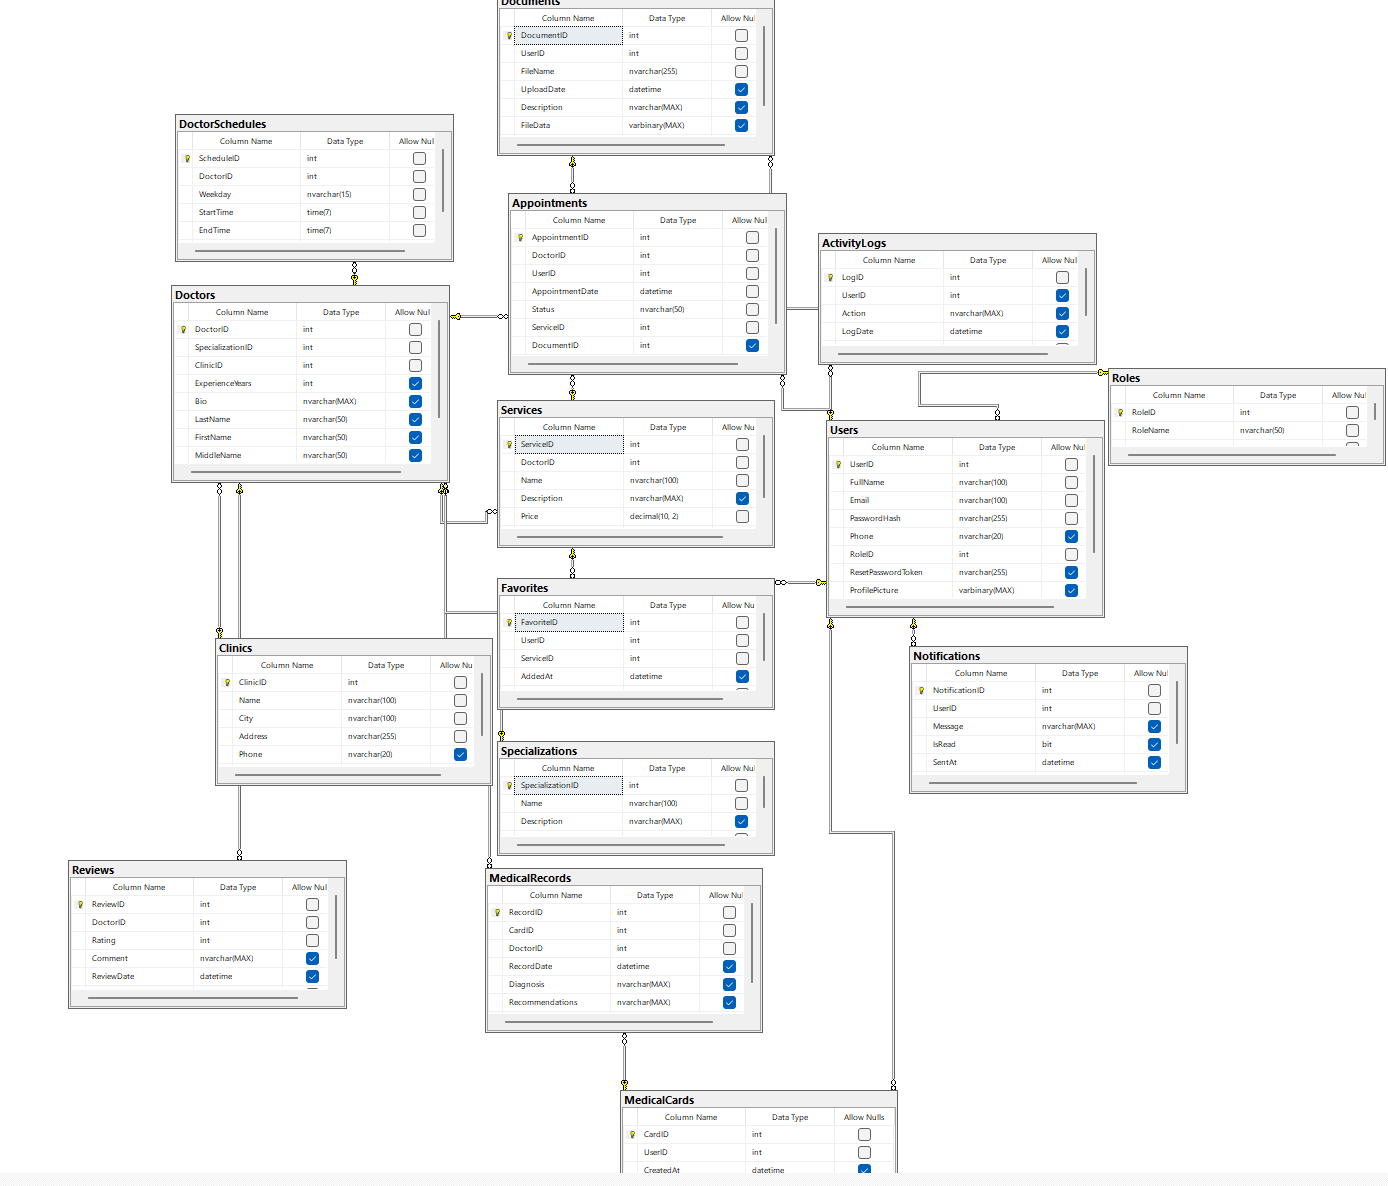 Documents
Column Name Data Type Allow Nul
DocumentID int
UserID int
FileName nvarchar(255)
UploadDate datetime
Description nvarchar(MAX)
FileData varbinary(MAX)
DoctorSchedules
Column Name Data Type Allow Nul
ScheduleID int
DoctorID int
Weekday nvarchar(15)
StartTime time(7)
EndTime time(7)
Appointments
Column Name Data Type Allow Nul
AppointmentID int
DoctorID int
UserID int
AppointmentDate datetime
Status nvarchar(50)
ServiceID int
DocumentID int
ActivityLogs
Column Name Data Type Allow Nul
LogID int
UserID int
Action nvarchar(MAX)
LogDate datetime
Doctors
Column Name Data Type Allow Nul
DoctorID int
SpecializationID int
ClinicID int
ExperienceYears int
Bio nvarchar(MAX)
LastName nvarchar(50)
FirstName nvarchar(50)
MiddleName nvarchar(50)
Roles
Column Name Data Type Allow Nul
RoleID int
RoleName nvarchar(50)
Services
Column Name Data Type Allow Nu
ServiceID int
DoctorID int
Name nvarchar(100)
Description nvarchar(MAX)
Price decimal(10, 2)
Users
Column Name Data Type Allow Nul
UserID int
FullName nvarchar(100)
Email nvarchar(100)
PasswordHash nvarchar(255)
Phone nvarchar(20)
RoleID int
ResetPasswordToken nvarchar(255)
ProfilePicture varbinary(MAX)
Favorites
Column Name Data Type Allow Nu
FavoriteID int
UserID int
ServiceID int
AddedAt datetime
Clinics
Column Name Data Type Allow Nu
ClinicID int
Name nvarchar(100)
City nvarchar(100)
Address nvarchar(255)
Phone nvarchar(20)
Notifications
Column Name Data Type Allow Nul
NotificationID int
UserID int
Message nvarchar(MAX)
IsRead bit
SentAt datetime
Specializations
Column Name Data Type Allow Nul
SpecializationID int
Name nvarchar(100)
Description nvarchar(MAX)
Reviews
Column Name Data Type Allow Nul
ReviewID int
DoctorID int
Rating int
Comment nvarchar(MAX)
ReviewDate datetime
MedicalRecords
Column Name Data Type Allow Nul
RecordID int
CardID int
DoctorID int
RecordDate datetime
Diagnosis nvarchar(MAX)
Recommendations nvarchar(MAX)
MedicalCards
Column Name Data Type Allow Nulls
CardID int
UserID int
CreatedAt datetime